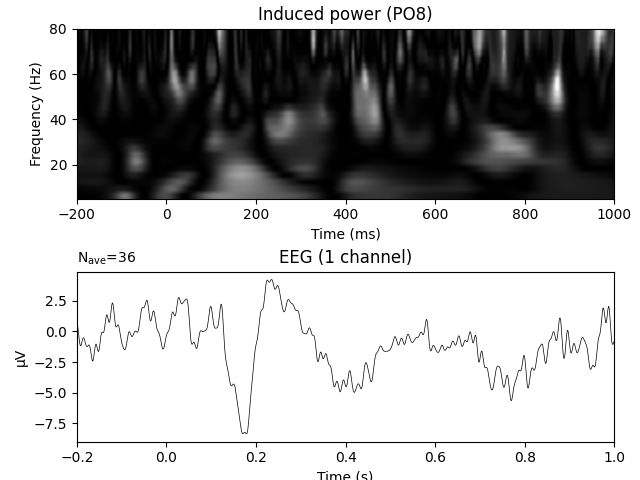 Induced power (PO8)
80
60
40
20
Frequency (Hz)
−200 0 200 400 600 800 1000
Time (ms)
Nave=36
EEG (1 channel)
2.5
0.0
−2.5
−5.0
−7.5
µV
−0.2 0.0 0.2 0.4 0.6 0.8 1.0
Time (s)